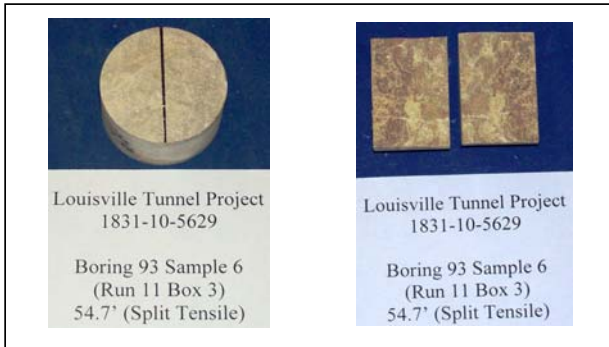 Louisville Tunnel Project
1831-10-5629
Boring 93 Sample 6
(Run 11 Box 3)
54.7' (Split Tensile)
Louisville Tunnel Project
1831-10-5629
Boring 93 Sample 6
(Run 11 Box 3)
54.7' (Split Tensile)